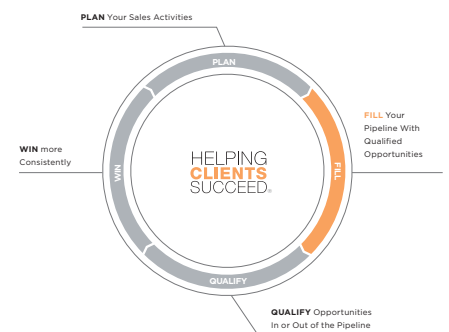 PLAN Your Sales Activities
PLAN
FILL Your
Pipeline With
Qualified
Opportunities
WIN more
Consistently
WIN
HELPING
CLIENTS
SUCCEED®
FILL
QUALIFY
QUALIFY Opportunities
In or Out of the Pipeline